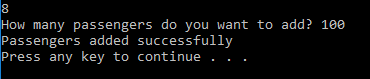 8
How many passengers do you want to add? 100
Passengers added successfully
Press any key to continue . . .